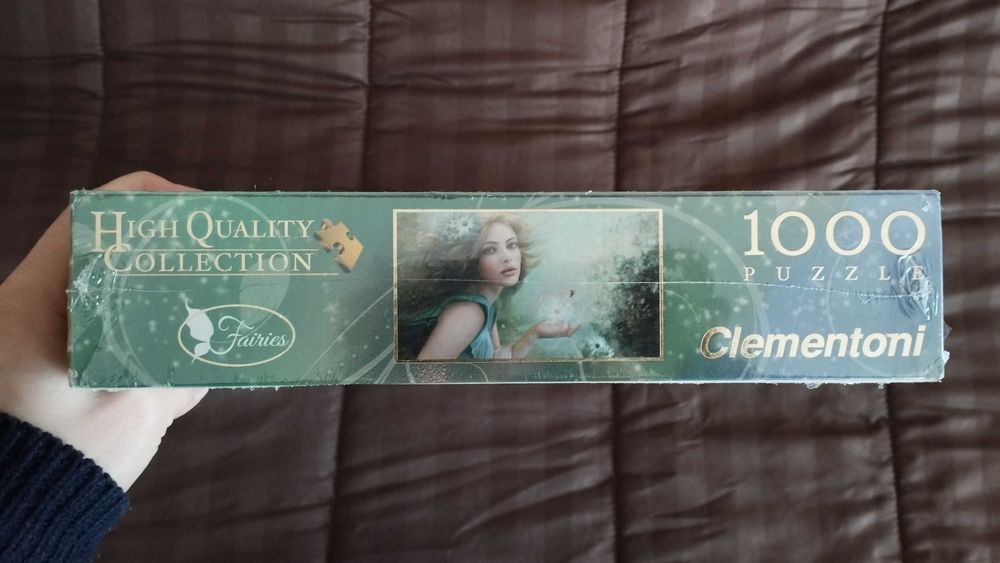 HIGH QUALITY
COLLECTION
Fairies
1000
PUZZLE
Clementoni